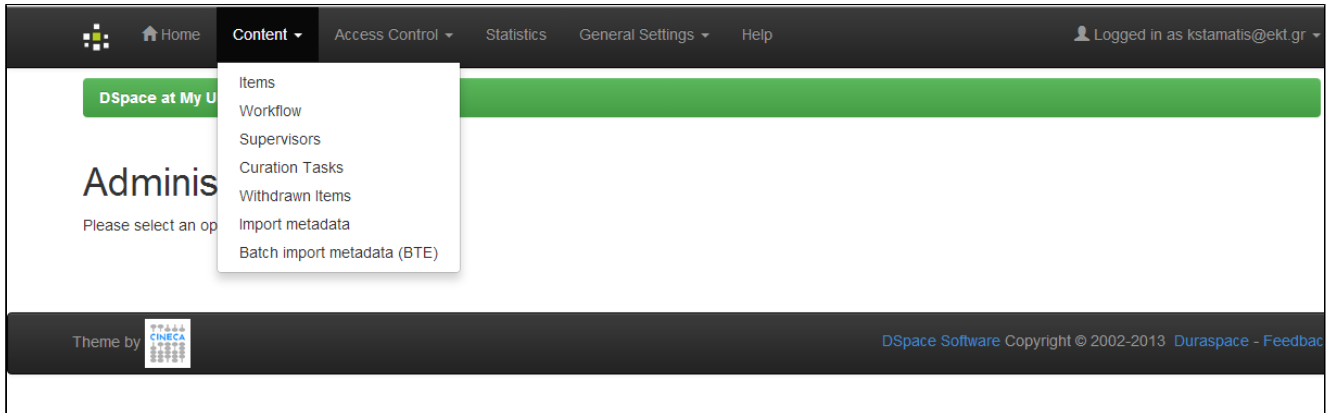 Home Content Access Control Statistics General Settings Help Logged in as kstamatis@ekt.gr
DSpace at My U
Items
Workflow
Supervisors
Curation Tasks
Withdrawn Items
Import metadata
Batch import metadata (BTE)
Adminis
Please select an op
Theme by CINECA DSpace Software Copyright © 2002-2013 Duraspace - Feedbac